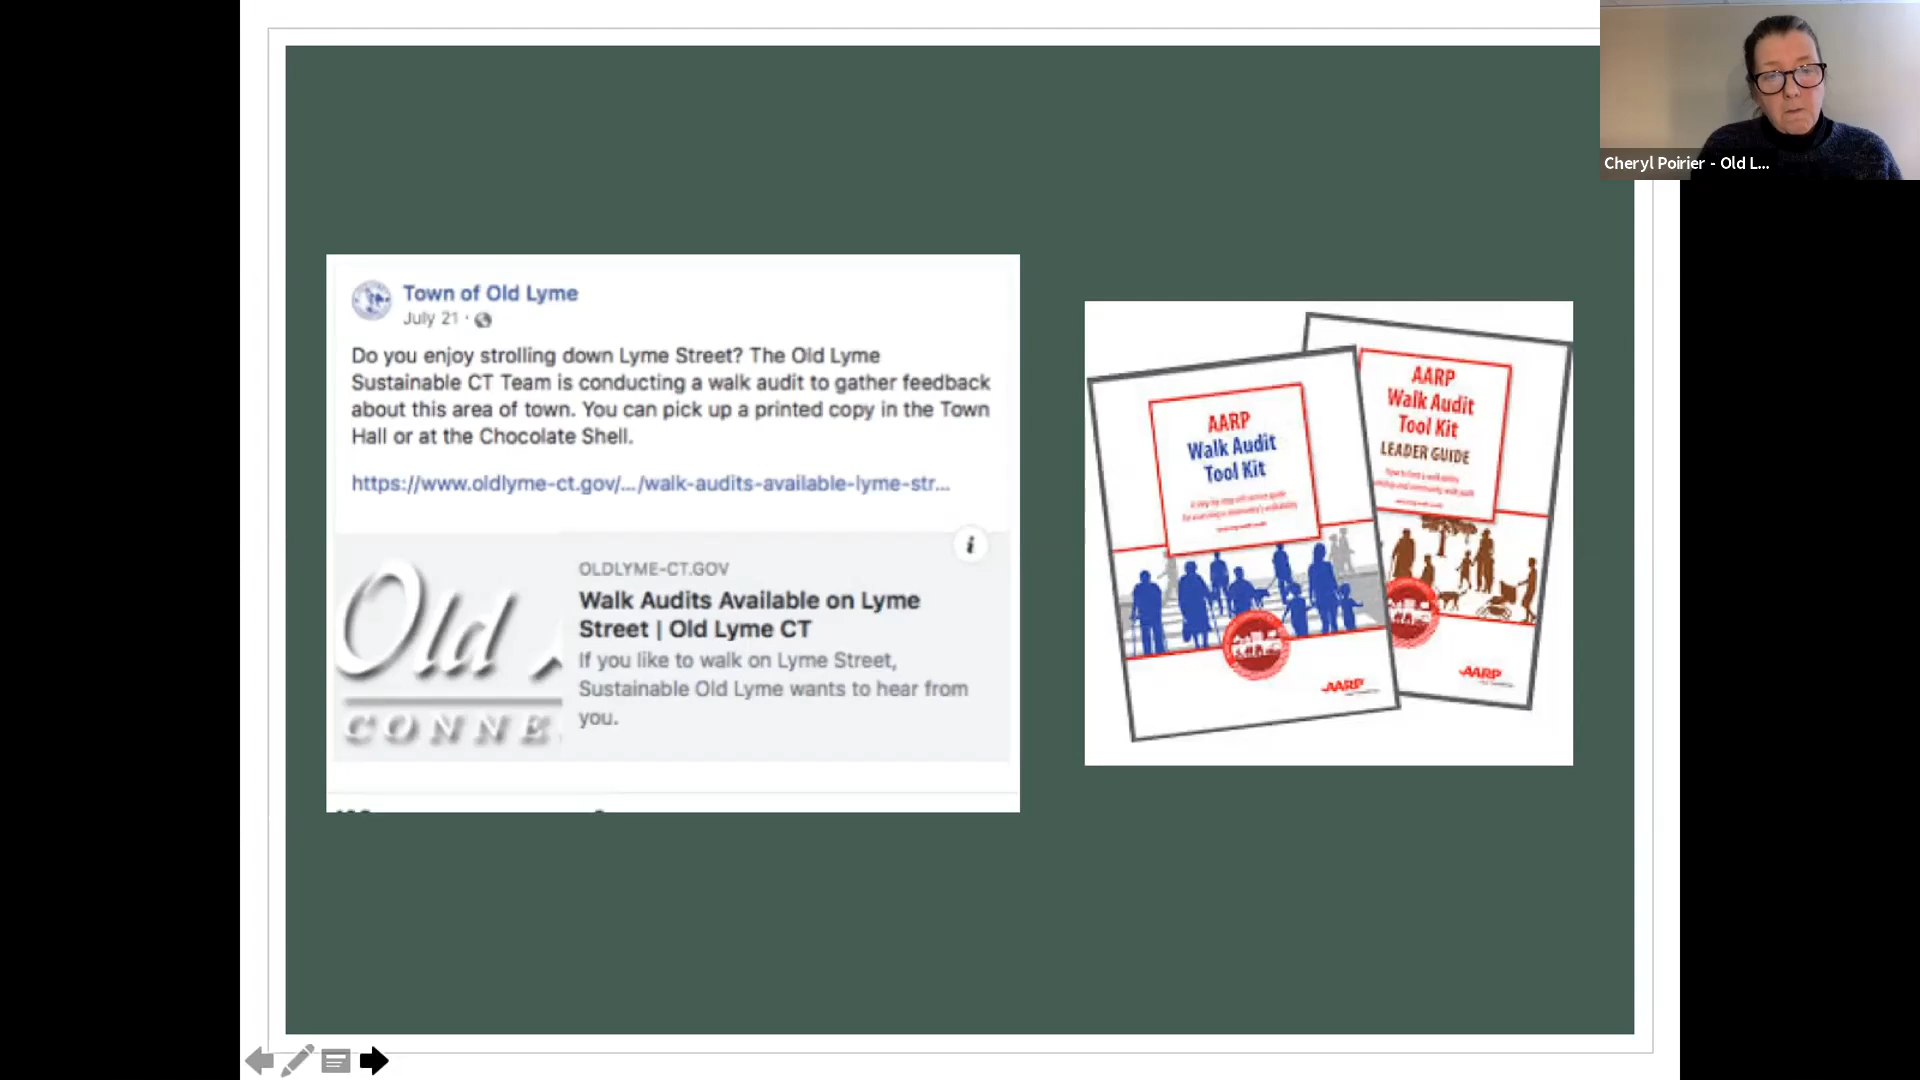 Cheryl Poirier - Old L...
Town of Old Lyme
July 21 ·
Do you enjoy strolling down Lyme Street? The Old Lyme
Sustainable CT Team is conducting a walk audit to gather feedback
about this area of town. You can pick up a printed copy in the Town
Hall or at the Chocolate Shell.
https://www.oldlyme-ct.gov/.../walk-audits-available-lyme-str...
i
OLDLYME-CT.GOV
Walk Audits Available on Lyme
Street | Old Lyme CT
If you like to walk on Lyme Street,
Sustainable Old Lyme wants to hear from
you.
Old
CONNE
AARP
Walk Audit
Tool Kit
AARP
AARP
Walk Audit
Tool Kit
LEADER GUIDE
AARP